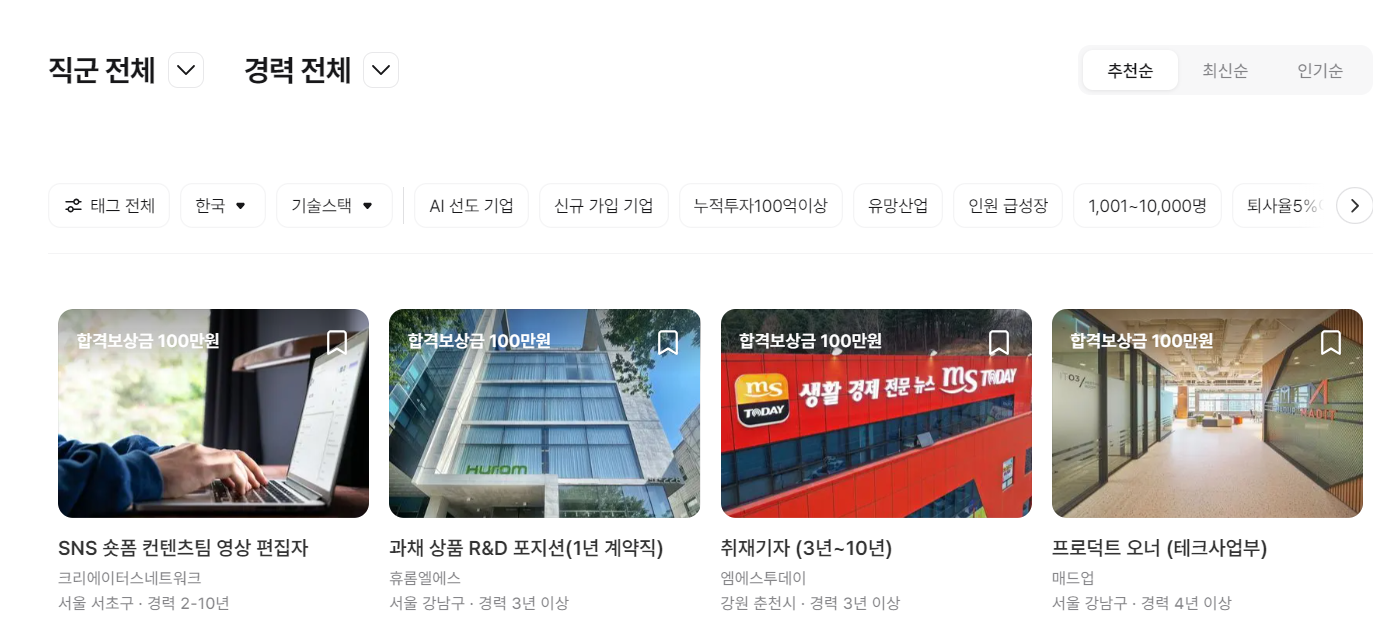 직군 전체 경력 전체 추천순 최신순 인기순
태그 전체 한국 기술스택 AI 선도 기업 신규 가입 기업 누적투자100억이상 유망산업 인원 급성장 1,001~10,000명 퇴사율5%
합격보상금 100만원 합격보상금 100만원 합격보상금 100만원 합격보상금 100만원
ms TODAY 생활 경제 전문 뉴스 ms TODAY
hurom
SNS 숏폼 컨텐츠팀 영상 편집자 과채 상품 R&D 포지션(1년 계약직) 취재기자 (3년~10년) 프로덕트 오너 (테크사업부)
크리에이터스네트워크 휴롬엘에스 엠에스투데이 매드업
서울 서초구 · 경력 2-10년 서울 강남구 · 경력 3년 이상 강원 춘천시 · 경력 3년 이상 서울 강남구 · 경력 4년 이상